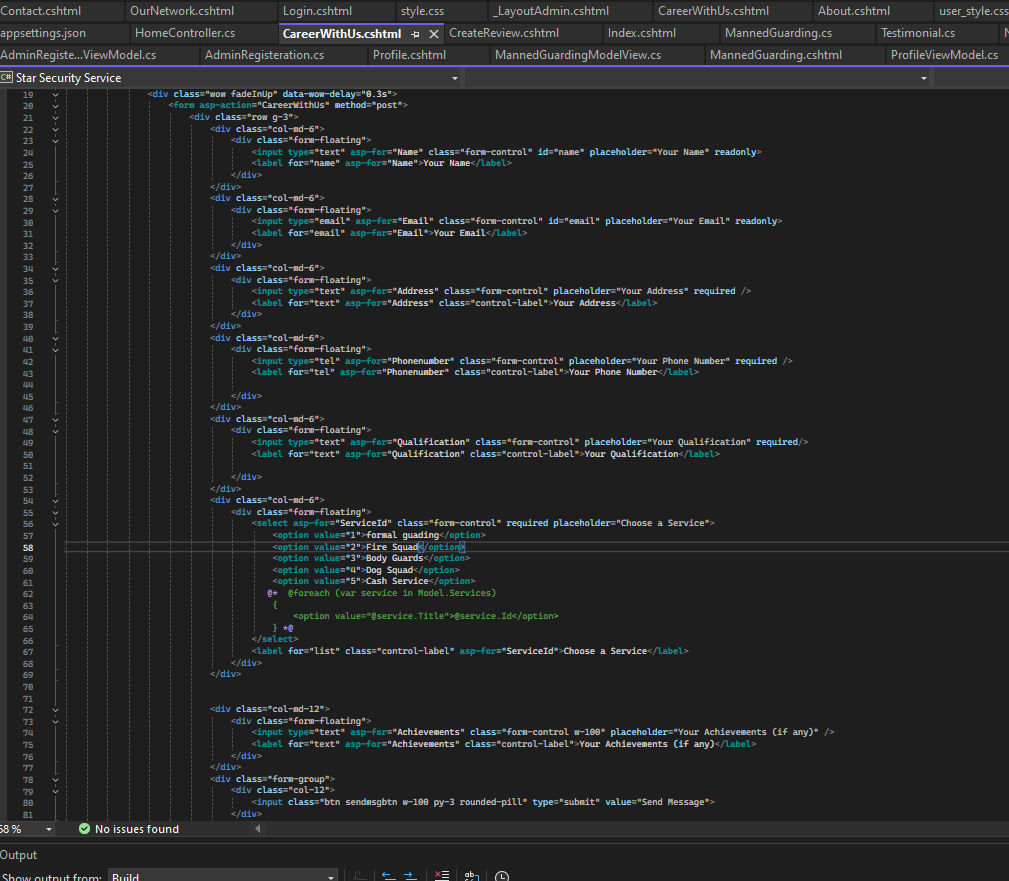 Contact.cshtml OurNetwork.cshtml Login.cshtml style.css _LayoutAdmin.cshtml CareerWithUs.cshtml About.cshtml user_style.css
appsettings.json HomeController.cs CareerWithUs.cshtml CreateReview.cshtml Index.cshtml MannedGuarding.cs Testimonial.cs
AdminRegiste...ViewModel.cs AdminRegisteration.cs Profile.cshtml MannedGuardingModelView.cs MannedGuarding.cshtml ProfileViewModel.cs
C# Star Security Service
19 <div class="wow fadeInUp" data-wow-delay="0.3s">
20 <form asp-action="CareerWithUs" method="post">
21 <div class="row g-3">
22 <div class="col-md-6">
23 <div class="form-floating">
24 <input type="text" asp-for="Name" class="form-control" id="name" placeholder="Your Name" readonly>
25 <label for="name" asp-for="Name">Your Name</label>
26 </div>
27 </div>
28 <div class="col-md-6">
29 <div class="form-floating">
30 <input type="email" asp-for="Email" class="form-control" id="email" placeholder="Your Email" readonly>
31 <label for="email" asp-for="Email">Your Email</label>
32 </div>
33 </div>
34 <div class="col-md-6">
35 <div class="form-floating">
36 <input type="text" asp-for="Address" class="form-control" placeholder="Your Address" required />
37 <label for="text" asp-for="Address" class="control-label">Your Address</label>
38 </div>
39 </div>
40 <div class="col-md-6">
41 <div class="form-floating">
42 <input type="tel" asp-for="Phonenumber" class="form-control" placeholder="Your Phone Number" required />
43 <label for="tel" asp-for="Phonenumber" class="control-label">Your Phone Number</label>
44
45 </div>
46 </div>
47 <div class="col-md-6">
48 <div class="form-floating">
49 <input type="text" asp-for="Qualification" class="form-control" placeholder="Your Qualification" required/>
50 <label for="text" asp-for="Qualification" class="control-label">Your Qualification</label>
51
52 </div>
53 </div>
54 <div class="col-md-6">
55 <div class="form-floating">
56 <select asp-for="ServiceId" class="form-control" required placeholder="Choose a Service">
57 <option value="1">formal guading</option>
58 <option value="2">Fire Squad</option>
59 <option value="3">Body Guards</option>
60 <option value="4">Dog Squad</option>
61 <option value="5">Cash Service</option>
62 @* @foreach (var service in Model.Services)
63 {
64 <option value="@service.Title">@service.Id</option>
65 } *@
66 </select>
67 <label for="list" class="control-label" asp-for="ServiceId">Choose a Service</label>
68 </div>
69 </div>
70
71
72 <div class="col-md-12">
73 <div class="form-floating">
74 <input type="text" asp-for="Achievements" class="form-control w-100" placeholder="Your Achievements (if any)" />
75 <label for="text" asp-for="Achievements" class="control-label">Your Achievements (if any)</label>
76 </div>
77 </div>
78 <div class="form-group">
79 <div class="col-12">
80 <input class="btn sendmsgbtn w-100 py-3 rounded-pill" type="submit" value="Send Message">
81 </div>
58 % No issues found
Output
Show output from: Build